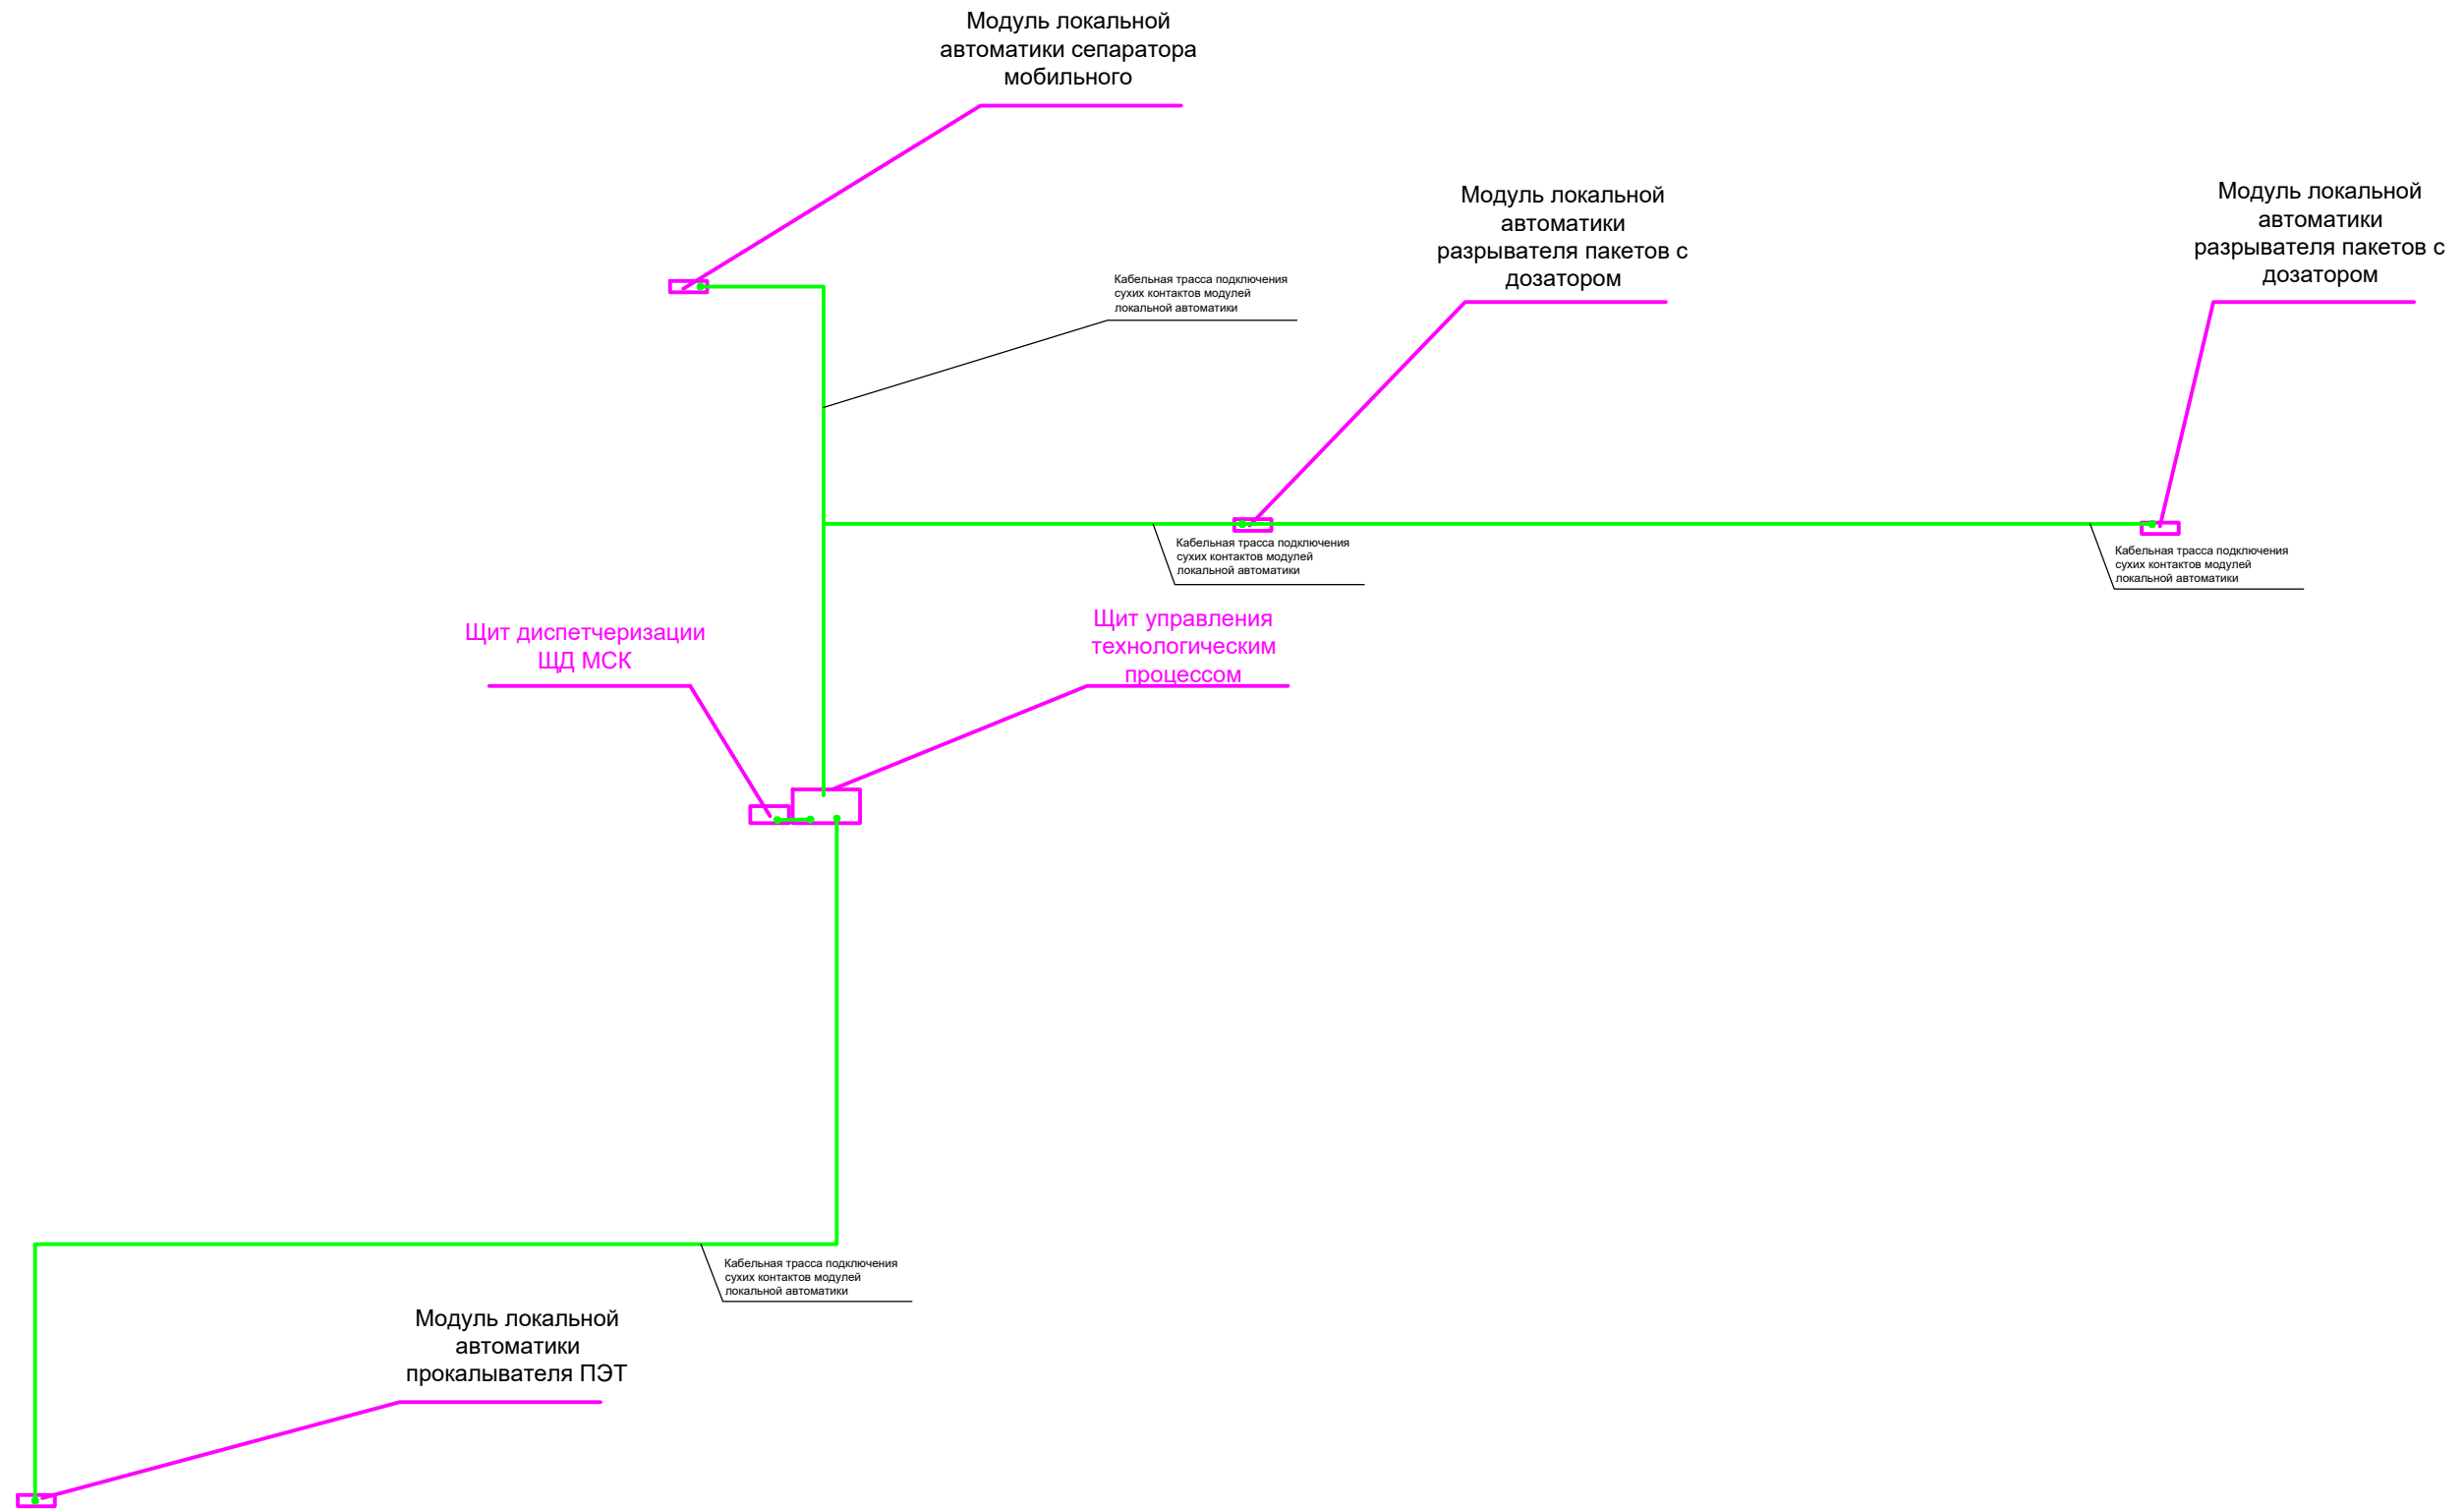 Модуль локальной
автоматики сепаратора
мобильного
Модуль локальной
автоматики
разрывателя пакетов с
дозатором
Модуль локальной
автоматики
разрывателя пакетов с
дозатором
Кабельная трасса подключения
сухих контактов модулей
локальной автоматики
Кабельная трасса подключения
сухих контактов модулей
локальной автоматики
Кабельная трасса подключения
сухих контактов модулей
локальной автоматики
Щит диспетчеризации
ЩД МСК
Щит управления
технологическим
процессом
Кабельная трасса подключения
сухих контактов модулей
локальной автоматики
Модуль локальной
автоматики
прокалывателя ПЭТ